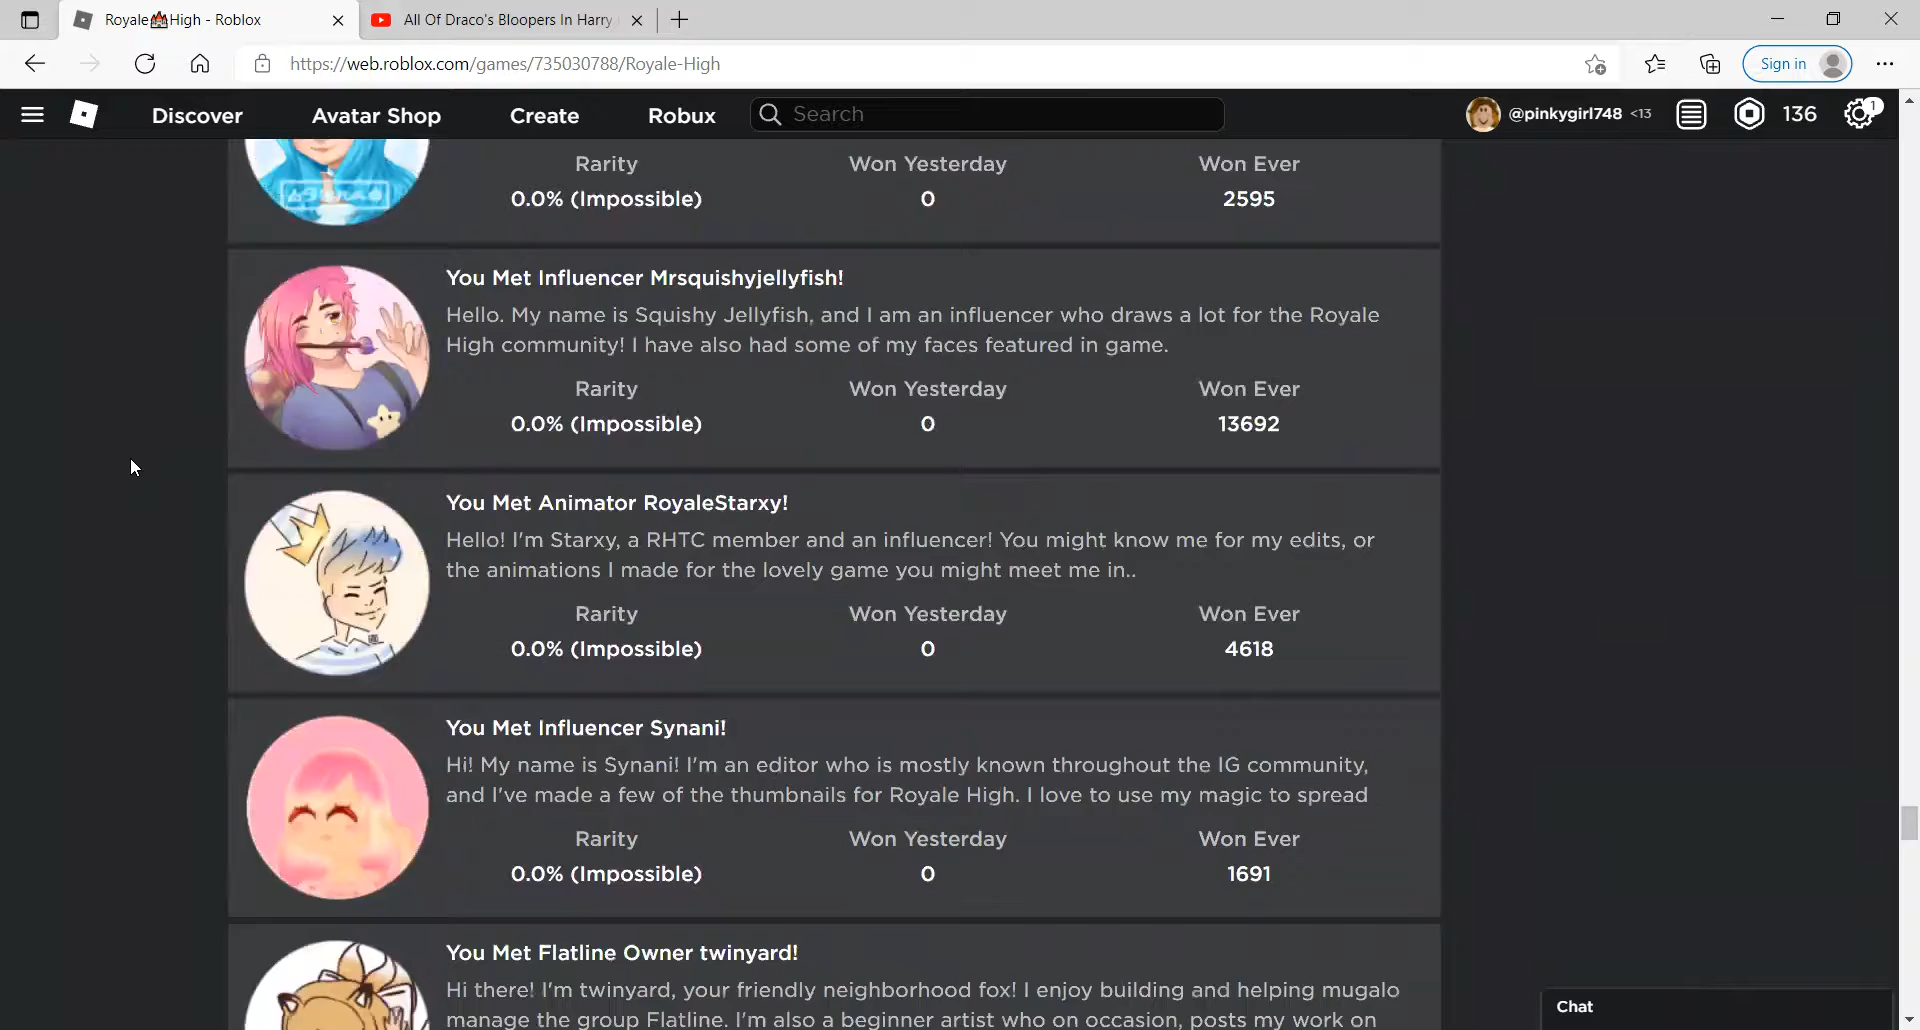 Royale High - Roblox
All Of Draco's Bloopers In Harry
https://web.roblox.com/games/735030788/Royale-High
Sign in
Discover
Avatar Shop
Create
Robux
Search
@pinkygirl748 <13
136
1
Rarity Won Yesterday Won Ever
0.0% (Impossible) 0 2595
You Met Influencer Mrsquishyjellyfish!
Hello. My name is Squishy Jellyfish, and I am an influencer who draws a lot for the Royale
High community! I have also had some of my faces featured in game.
Rarity Won Yesterday Won Ever
0.0% (Impossible) 0 13692
You Met Animator RoyaleStarxy!
Hello! I'm Starxy, a RHTC member and an influencer! You might know me for my edits, or
the animations I made for the lovely game you might meet me in..
Rarity Won Yesterday Won Ever
0.0% (Impossible) 0 4618
You Met Influencer Synani!
Hi! My name is Synani! I'm an editor who is mostly known throughout the IG community,
and I've made a few of the thumbnails for Royale High. I love to use my magic to spread
Rarity Won Yesterday Won Ever
0.0% (Impossible) 0 1691
You Met Flatline Owner twinyard!
Hi there! I'm twinyard, your friendly neighborhood fox! I enjoy building and helping mugalo
manage the group Flatline. I'm also a beginner artist who on occasion, posts my work on
Chat